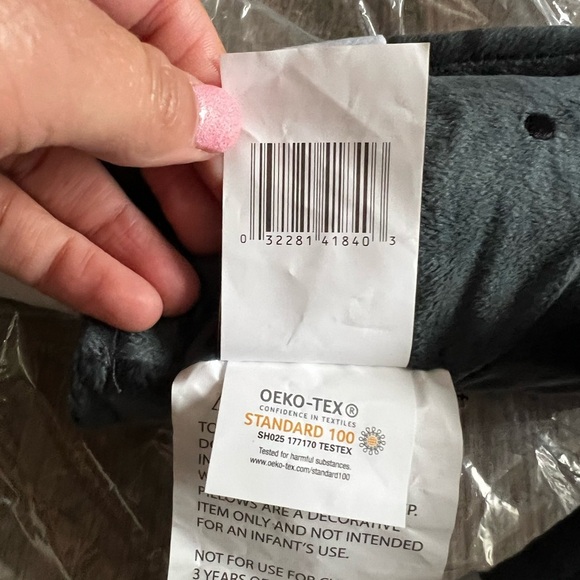 0 32281 41840 3
OEKO-TEX®
CONFIDENCE IN TEXTILES
STANDARD 100
SH025 177170 TESTEX
Tested for harmful substances.
www.oeko-tex.com/standard100
PILLOWS ARE A DECORATIVE
ITEM ONLY AND NOT INTENDED
FOR AN INFANT'S USE.
NOT FOR USE FOR
3 YEARS